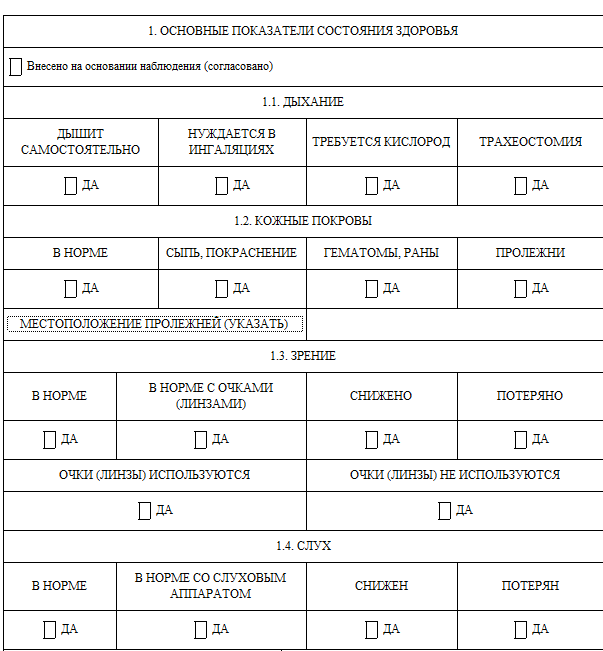 1. ОСНОВНЫЕ ПОКАЗАТЕЛИ СОСТОЯНИЯ ЗДОРОВЬЯ
Внесено на основании наблюдения (согласовано)
1.1. ДЫХАНИЕ
ДЫШИТ САМОСТОЯТЕЛЬНО НУЖДАЕТСЯ В ИНГАЛЯЦИЯХ ТРЕБУЕТСЯ КИСЛОРОД ТРАХЕОСТОМИЯ
ДА ДА ДА ДА
1.2. КОЖНЫЕ ПОКРОВЫ
В НОРМЕ СЫПЬ, ПОКРАСНЕНИЕ ГЕМАТОМЫ, РАНЫ ПРОЛЕЖНИ
ДА ДА ДА ДА
МЕСТОПОЛОЖЕНИЕ ПРОЛЕЖНЕЙ (УКАЗАТЬ)
1.3. ЗРЕНИЕ
В НОРМЕ В НОРМЕ С ОЧКАМИ (ЛИНЗАМИ) СНИЖЕНО ПОТЕРЯНО
ДА ДА ДА ДА
ОЧКИ (ЛИНЗЫ) ИСПОЛЬЗУЮТСЯ ОЧКИ (ЛИНЗЫ) НЕ ИСПОЛЬЗУЮТСЯ
ДА ДА
1.4. СЛУХ
В НОРМЕ В НОРМЕ СО СЛУХОВЫМ АППАРАТОМ СНИЖЕН ПОТЕРЯН
ДА ДА ДА ДА